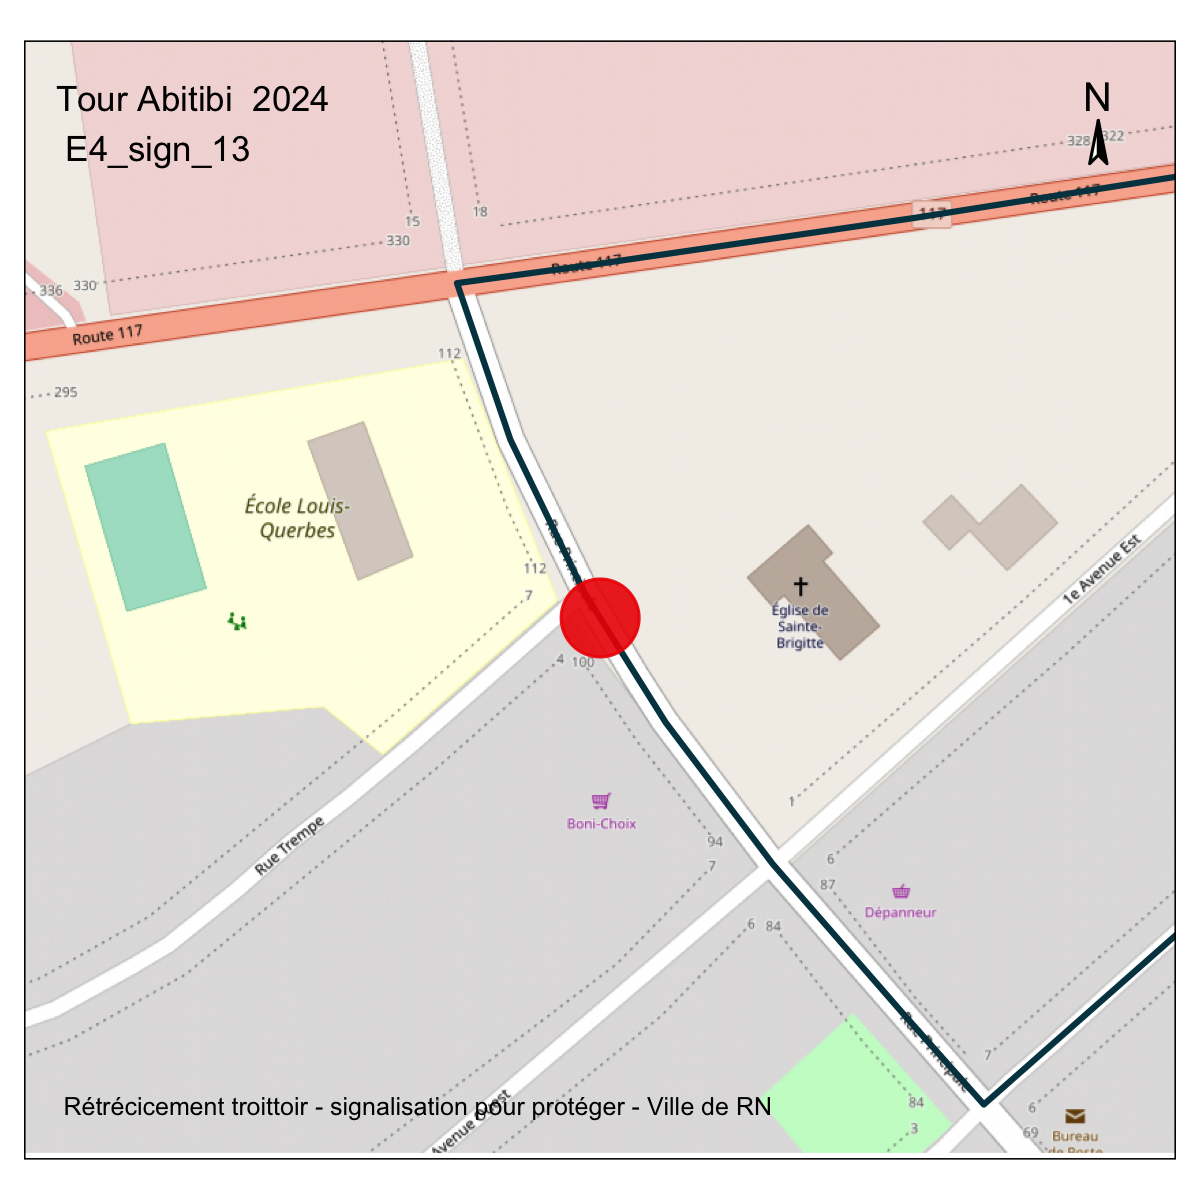 Tour Abitibi 2024
E4_sign_13
N
328
322
15
18
330
330
336
117
Route 117
Route 117
Route 117
112
295
École Louis-
Querbes
112
7
4
100
Rue Principale
Église de
Sainte-
Brigitte
1e Avenue Est
1
Boni-Choix
Rue Trempe
94
7
6
87
Dépanneur
6
84
7
84
3
6
69
Bureau
de Poste
Avenue Ouest
Rétrécicement troittoir - signalisation pour protéger - Ville de RN